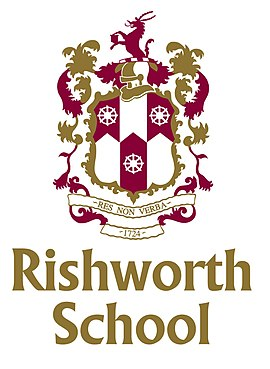 -RES NON VERBA-
-1724-
Rishworth
School